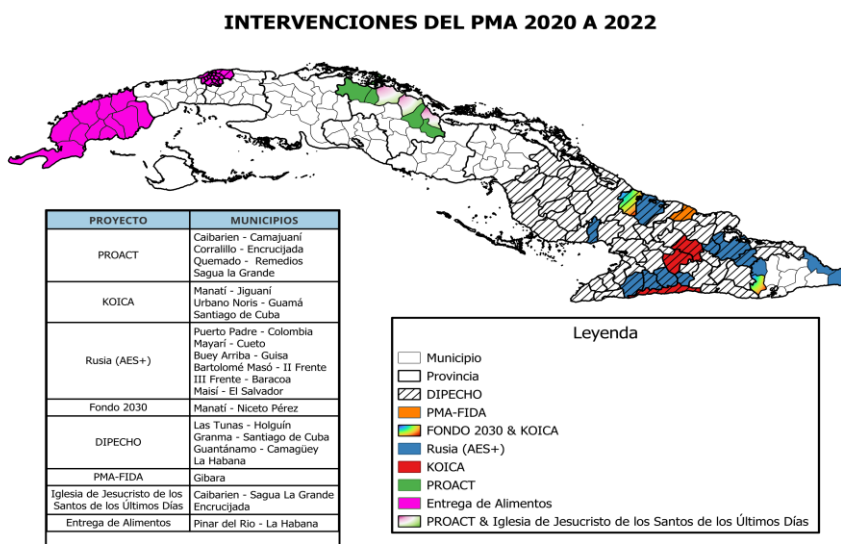 INTERVENCIONES DEL PMA 2020 A 2022
PROYECTO MUNICIPIOS
PROACT
Caibarien - Camajuaní
Corralillo - Encrucijada
Quemado - Remedios
Sagua la Grande
KOICA
Manatí - Jiguaní
Urbano Noris - Guamá
Santiago de Cuba
Rusia (AES+)
Puerto Padre - Colombia
Mayarí - Cueto
Buey Arriba - Guisa
Bartolomé Masó - II Frente
III Frente - Baracoa
Maisí - El Salvador
Fondo 2030
Manatí - Niceto Pérez
DIPECHO
Las Tunas - Holguín
Granma - Santiago de Cuba
Guantánamo - Camagüey
La Habana
PMA-FIDA
Gibara
Iglesia de Jesucristo de los
Santos de los Últimos Días
Caibarien - Sagua La Grande
Encrucijada
Entrega de Alimentos
Pinar del Rio - La Habana
Leyenda
Municipio
Provincia
DIPECHO
PMA-FIDA
FONDO 2030 & KOICA
Rusia (AES+)
KOICA
PROACT
Entrega de Alimentos
PROACT & Iglesia de Jesucristo de los Santos de los Últimos Días